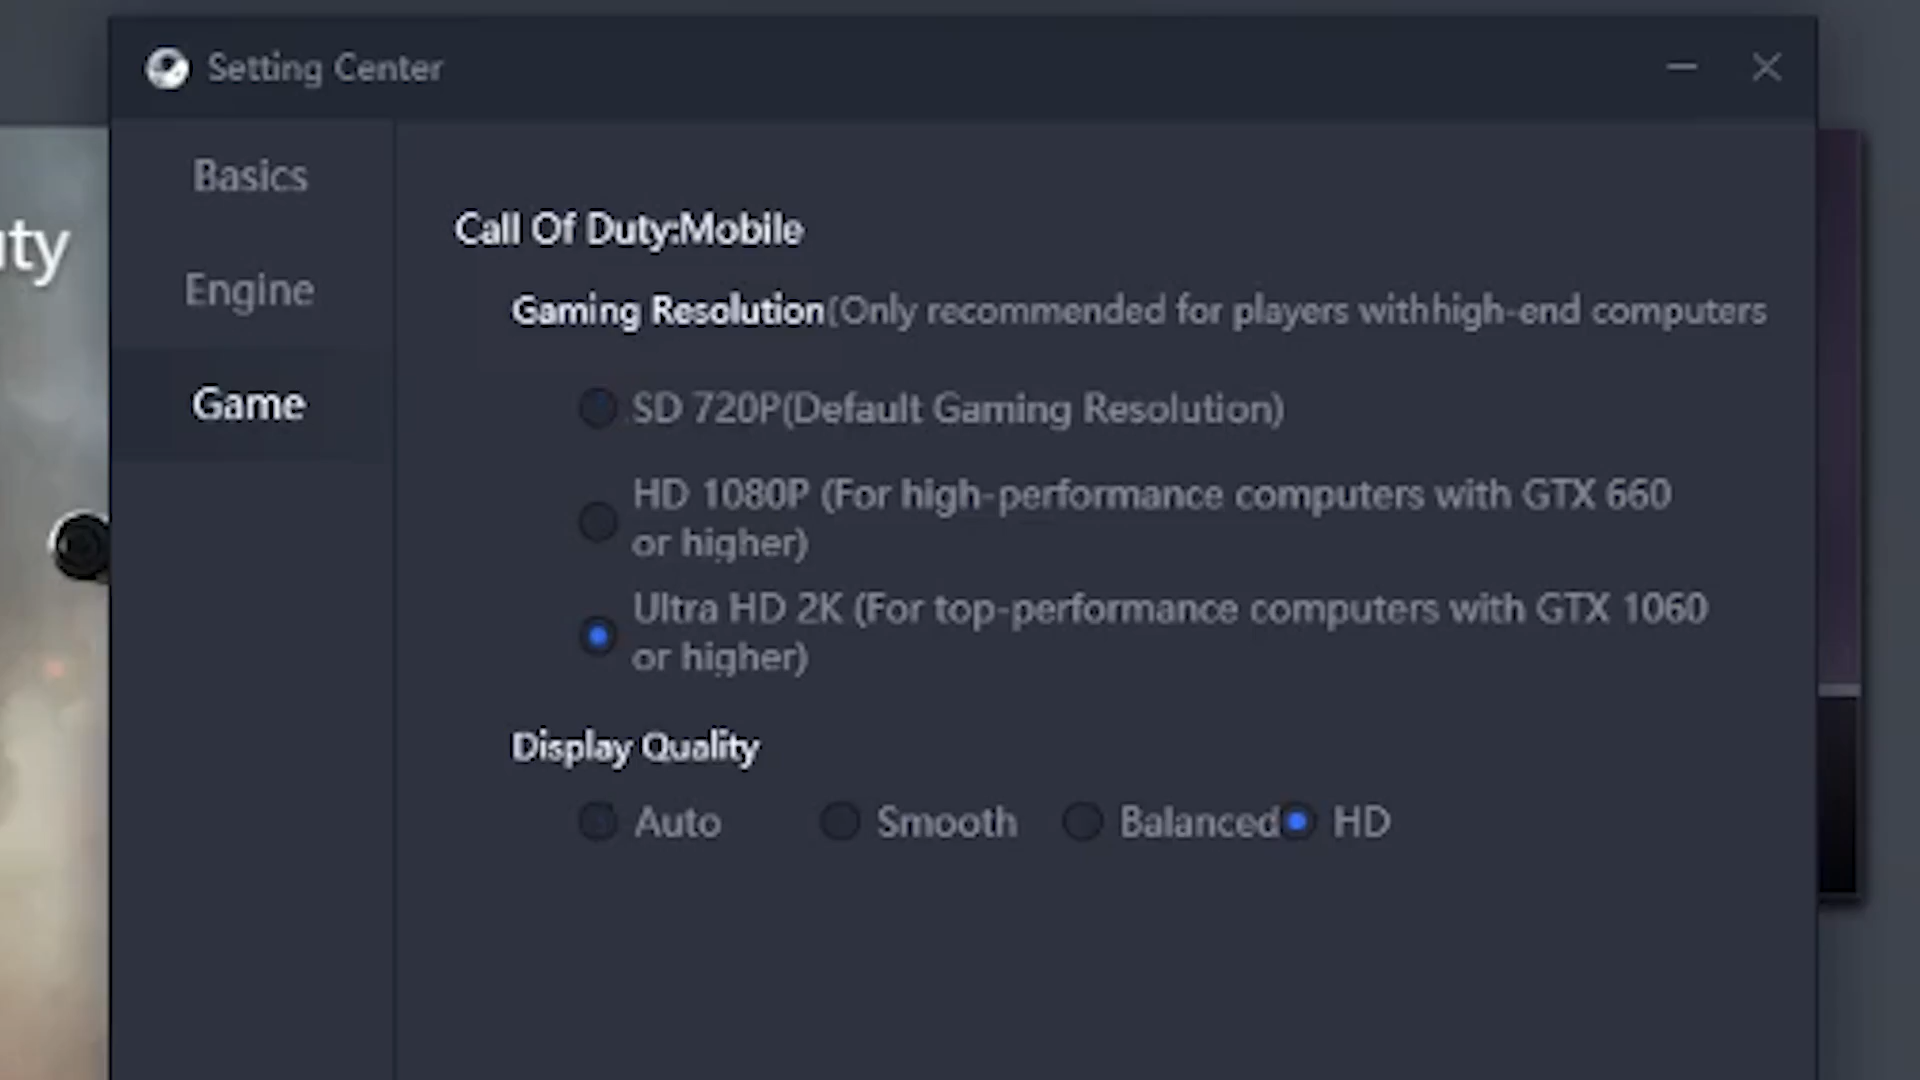 Setting Center
Basics
uty
Engine
Game
Call Of Duty:Mobile
Gaming Resolution(Only recommended for players withhigh-end computers
SD 720P(Default Gaming Resolution)
HD 1080P (For high-performance computers with GTX 660
or higher)
Ultra HD 2K (For top-performance computers with GTX 1060
or higher)
Display Quality
Auto Smooth Balanced HD